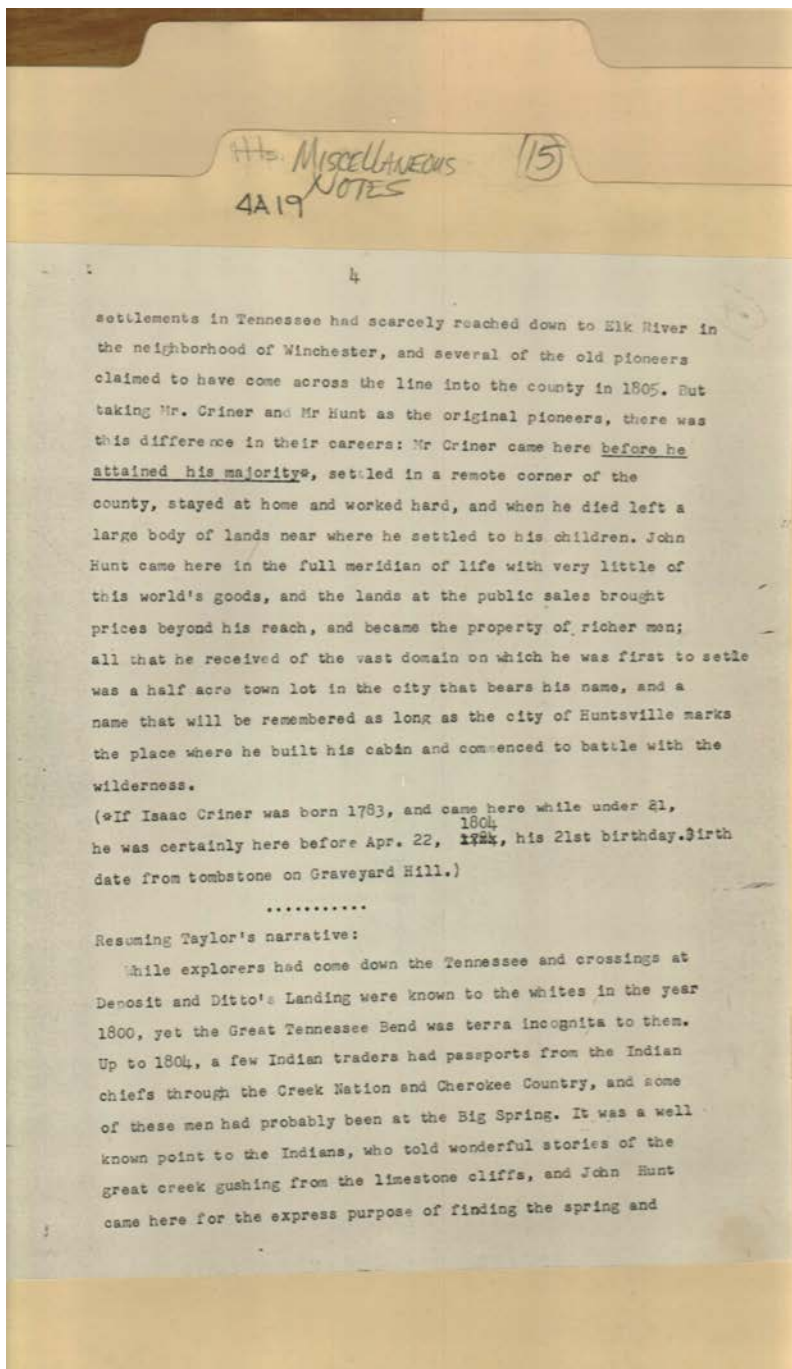 Hts. MISCELLANEOUS 15
NOTES
4A19
4
settlements in Tennessee had scarcely reached down to Elk River in
the neighborhood of Winchester, and several of the old pioneers
claimed to have come across the line into the county in 1805. But
taking Mr. Criner and Mr Hunt as the original pioneers, there was
this difference in their careers: Mr Criner came here before he
attained his majority*, settled in a remote corner of the
county, stayed at home and worked hard, and when he died left a
large body of lands near where he settled to his children. John
Hunt came here in the full meridian of life with very little of
this world's goods, and the lands at the public sales brought
prices beyond his reach, and became the property of richer men;
all that he received of the vast domain on which he was first to setle
was a half acre town lot in the city that bears his name, and a
name that will be remembered as long as the city of Huntsville marks
the place where he built his cabin and commenced to battle with the
wilderness.
(*If Isaac Criner was born 1783, and came here while under 21,
1804
he was certainly here before Apr. 22, , his 21st birthday.Birth
date from tombstone on Graveyard Hill.)
...........
Resuming Taylor's narrative:
While explorers had come down the Tennessee and crossings at
Deposit and Ditto's Landing were known to the whites in the year
1800, yet the Great Tennessee Bend was terra incognita to them.
Up to 1804, a few Indian traders had passports from the Indian
chiefs through the Creek Nation and Cherokee Country, and some
of these men had probably been at the Big Spring. It was a well
known point to the Indians, who told wonderful stories of the
great creek gushing from the limestone cliffs, and John Hunt
came here for the express purpose of finding the spring and